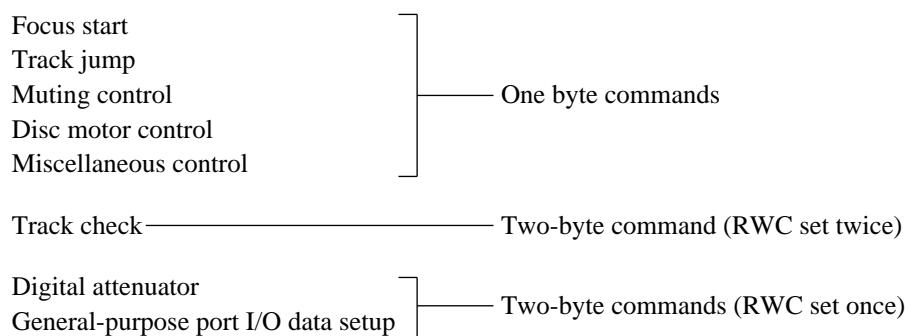 Focus start
Track jump
Muting control
One byte commands
Disc motor control
Miscellaneous control
Track check
Two-byte command (RWC set twice)
Digital attenuator
Two-byte commands (RWC set once)
General-purpose port I/O data setup